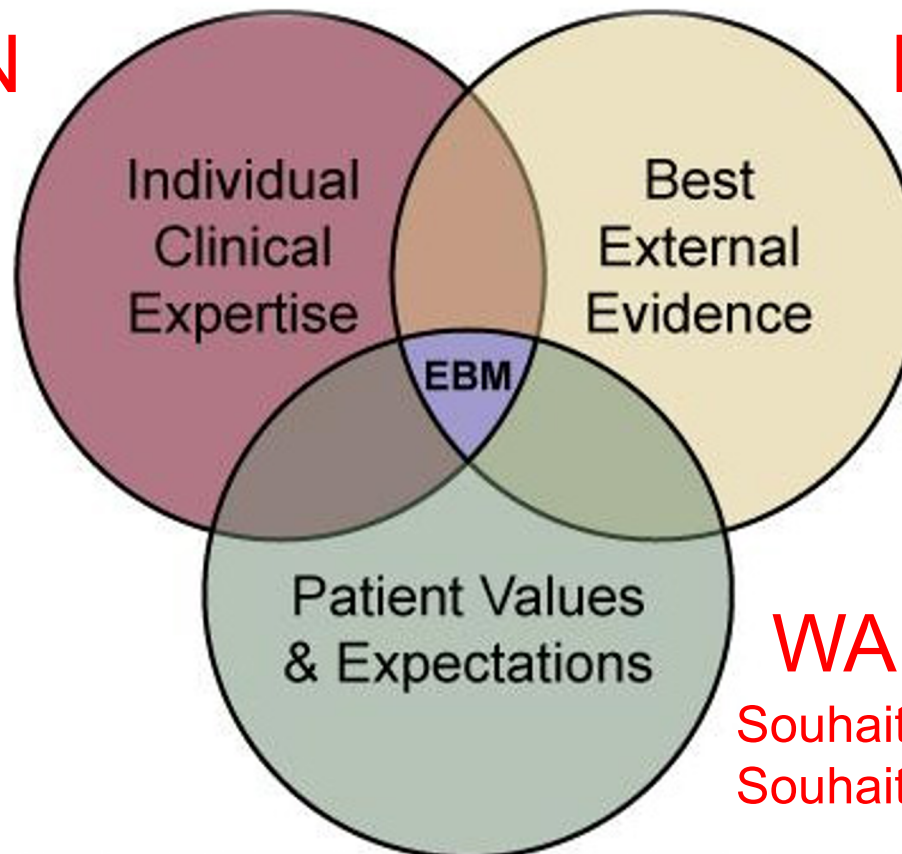 N
Individual
Clinical
Expertise
Best
External
Evidence
EBM
Patient Values
& Expectations
WA
Souhait
Souhait